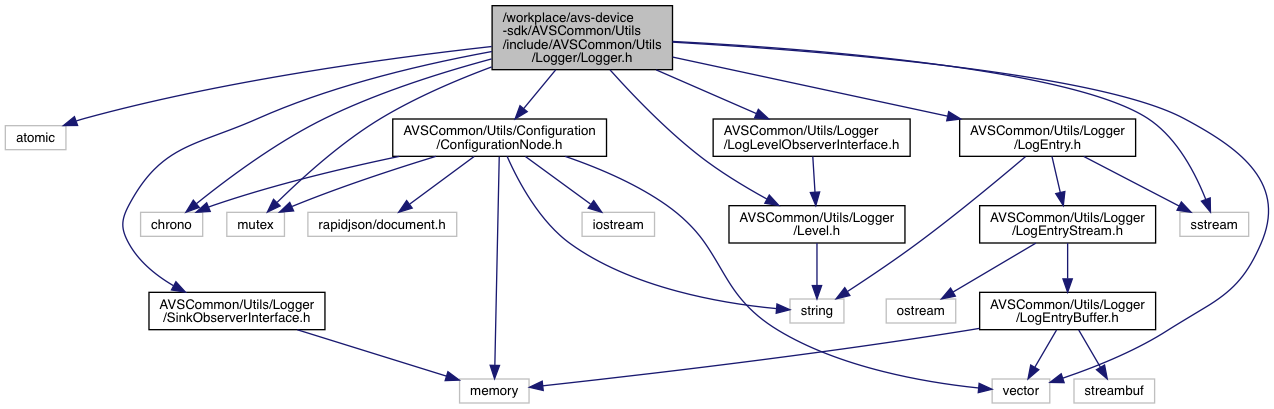 /workplace/avs-device
-sdk/AVSCommon/Utils
/include/AVSCommon/Utils
/Logger/Logger.h
atomic
AVSCommon/Utils/Configuration
/ConfigurationNode.h
AVSCommon/Utils/Logger
/LogLevelObserverInterface.h
AVSCommon/Utils/Logger
/LogEntry.h
chrono
mutex
rapidjson/document.h
iostream
AVSCommon/Utils/Logger
/Level.h
AVSCommon/Utils/Logger
/LogEntryStream.h
sstream
AVSCommon/Utils/Logger
/SinkObserverInterface.h
string
ostream
AVSCommon/Utils/Logger
/LogEntryBuffer.h
memory
vector
streambuf